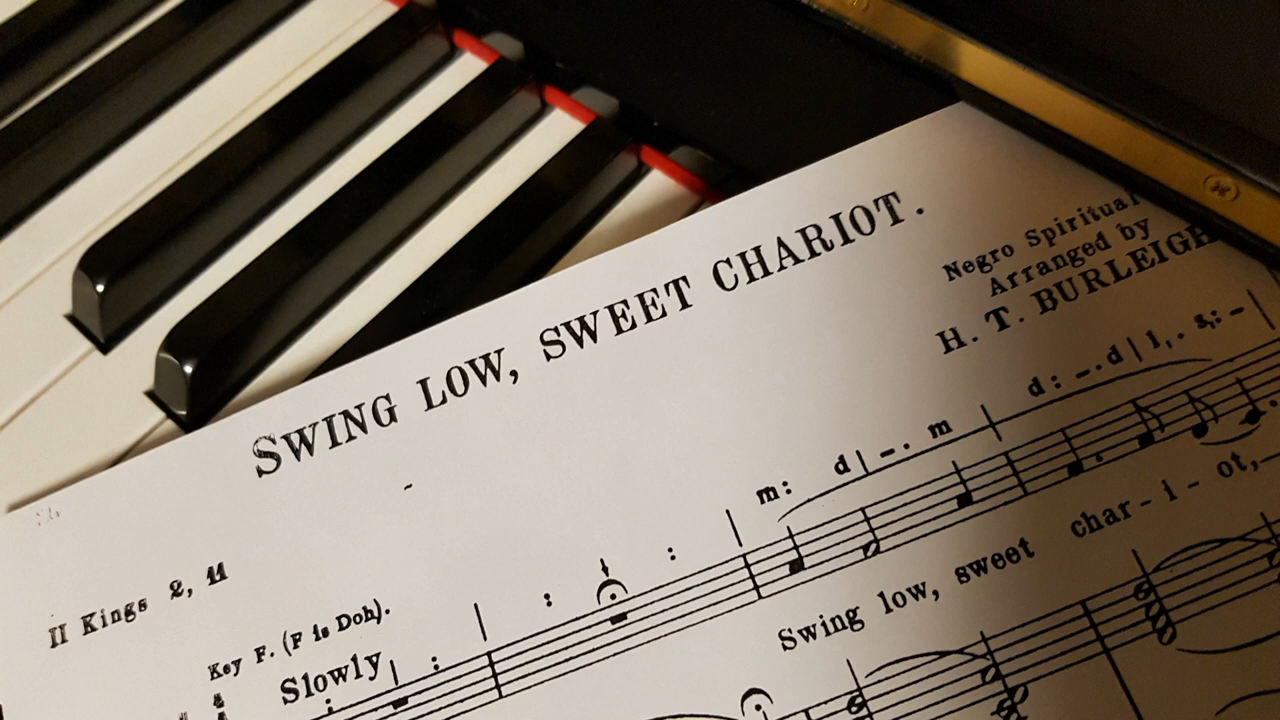 SWING LOW, SWEET CHARIOT.
Negro Spiritual
Arranged by
H. T. BURLEIGH
II Kings 2, 11
Key F. (F is Doh).
Slowly
m: d | - . m d: - . d | l, . s,: - |
Swing low, sweet char - i - ot,